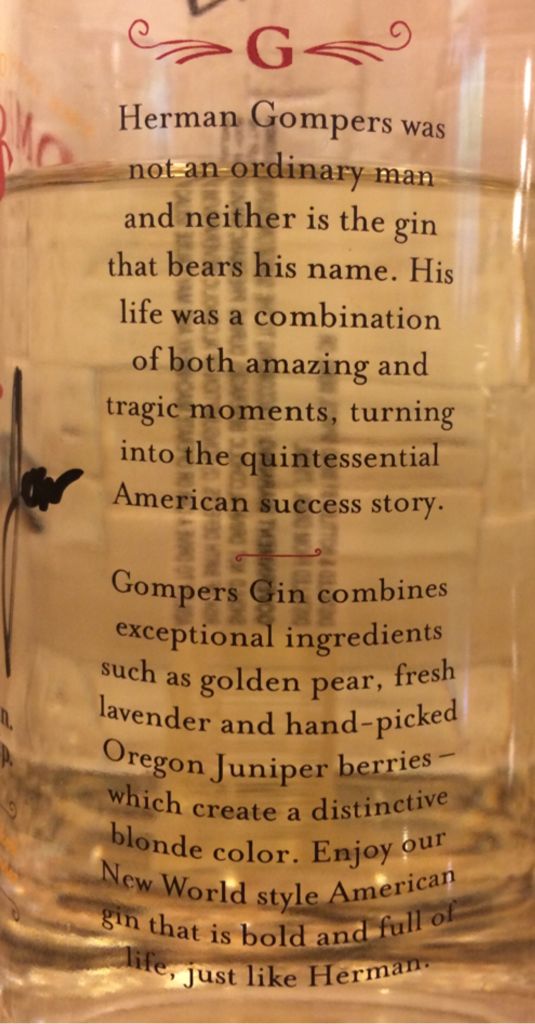 G
Herman Gompers was
not an ordinary man
and neither is the gin
that bears his name. His
life was a combination
of both amazing and
tragic moments, turning
into the quintessential
American success story.
Gompers Gin combines
exceptional ingredients
such as golden pear, fresh
lavender and hand-picked
Oregon Juniper berries –
which create a distinctive
blonde color. Enjoy our
New World style American
gin that is bold and full of
life, just like Herman.